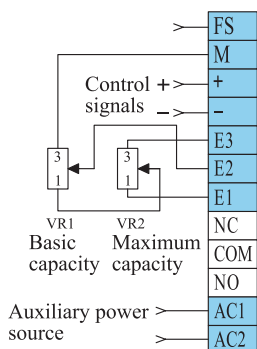 FS
M
Control + +
signals − −
E3
3 3 E2
1 1 E1
VR1 VR2 NC
Basic Maximum
capacity capacity COM
NO
Auxiliary power AC1
source AC2